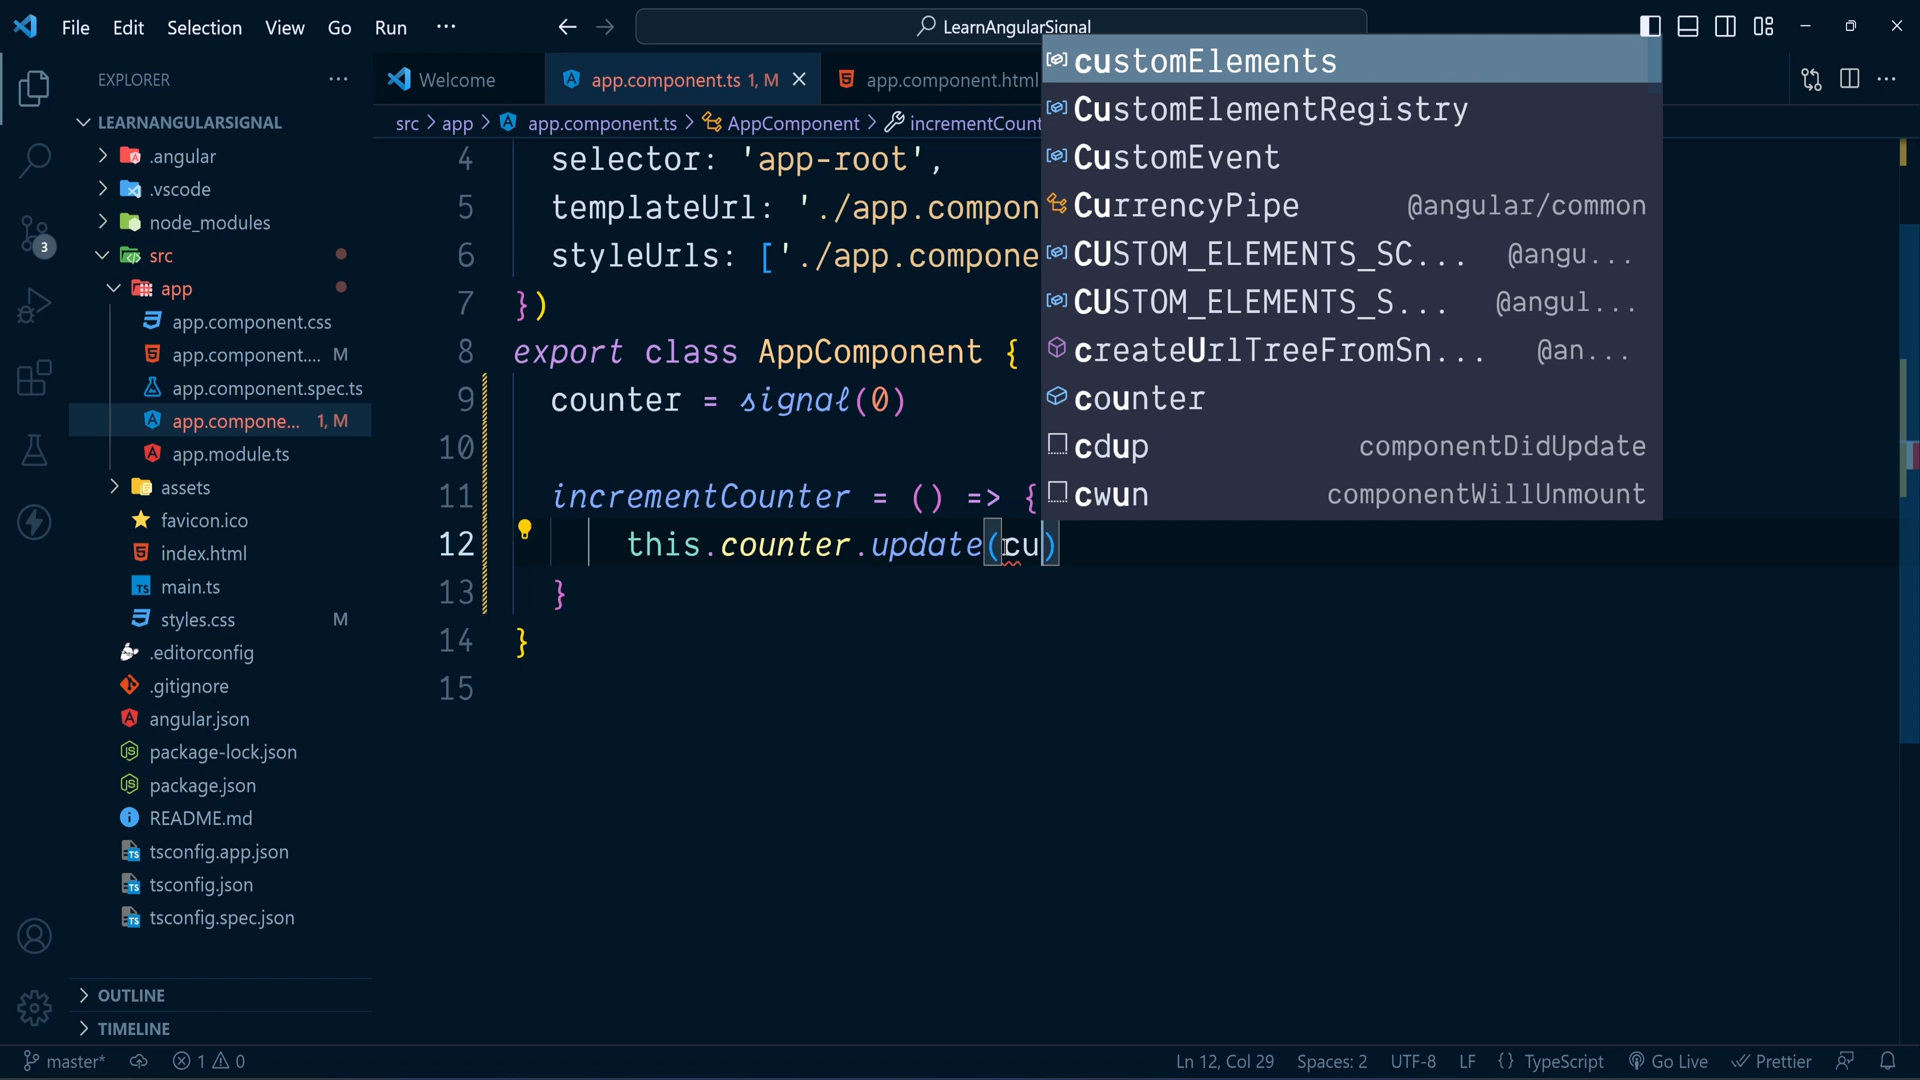 File Edit Selection View Go Run ···
LearnAngularSignal
EXPLORER ···
LEARNANGULARSIGNAL
.angular
.vscode
node_modules
src
app
app.component.css
app.component.... M
app.component.spec.ts
app.compone... 1, M
app.module.ts
assets
favicon.ico
index.html
main.ts
styles.css M
.editorconfig
.gitignore
angular.json
package-lock.json
package.json
README.md
tsconfig.app.json
tsconfig.json
tsconfig.spec.json
OUTLINE
TIMELINE
3
Welcome app.component.ts 1, M app.component.html
src > app > app.component.ts > AppComponent > incrementCount
4 selector: 'app-root',
5 templateUrl: './app.compon
6 styleUrls: ['./app.compone
7 })
8 export class AppComponent {
9 counter = signal(0)
10
11 incrementCounter = () => {
12 this.counter.update(cu)
13 }
14 }
15
customElements
CustomElementRegistry
CustomEvent
CurrencyPipe @angular/common
CUSTOM_ELEMENTS_SC... @angu...
CUSTOM_ELEMENTS_S... @angul...
createUrlTreeFromSn... @an...
counter
cdup componentDidUpdate
cwun componentWillUnmount
master* 1 0 Ln 12, Col 29 Spaces: 2 UTF-8 LF {} TypeScript Go Live Prettier